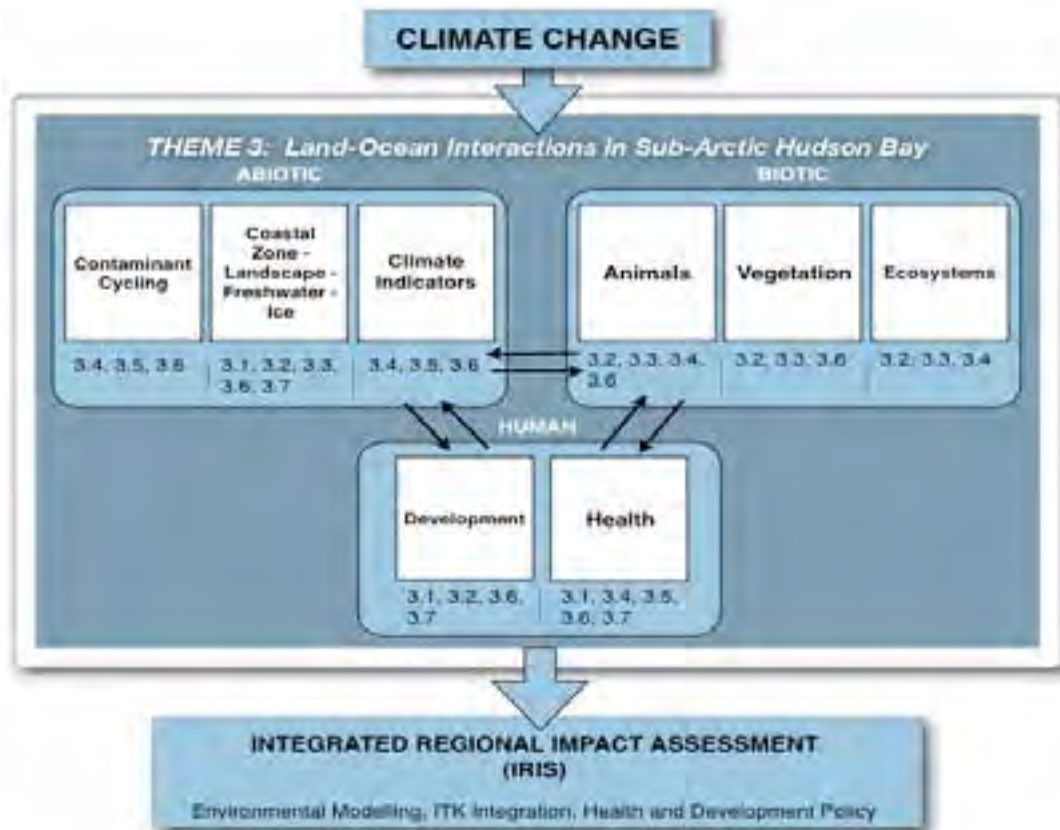 CLIMATE CHANGE
THEME 3: Land-Ocean Interactions in Sub-Arctic Hudson Bay
ABIOTIC
Contaminant
Cycling
3.4, 3.5, 3.6
Coastal
Zone -
Landscape -
Freshwater -
Ice
3.1, 3.2, 3.3,
3.6, 3.7
Climate
Indicators
3.4, 3.5, 3.6
BIOTIC
Animals
3.2, 3.3, 3.4,
3.6
Vegetation
3.2, 3.3, 3.6
Ecosystems
3.2, 3.3, 3.4
HUMAN
Development
3.1, 3.2, 3.6,
3.7
Health
3.1, 3.4, 3.5,
3.6, 3.7
INTEGRATED REGIONAL IMPACT ASSESSMENT
(IRIS)
Environmental Modelling, ITK Integration, Health and Development Policy